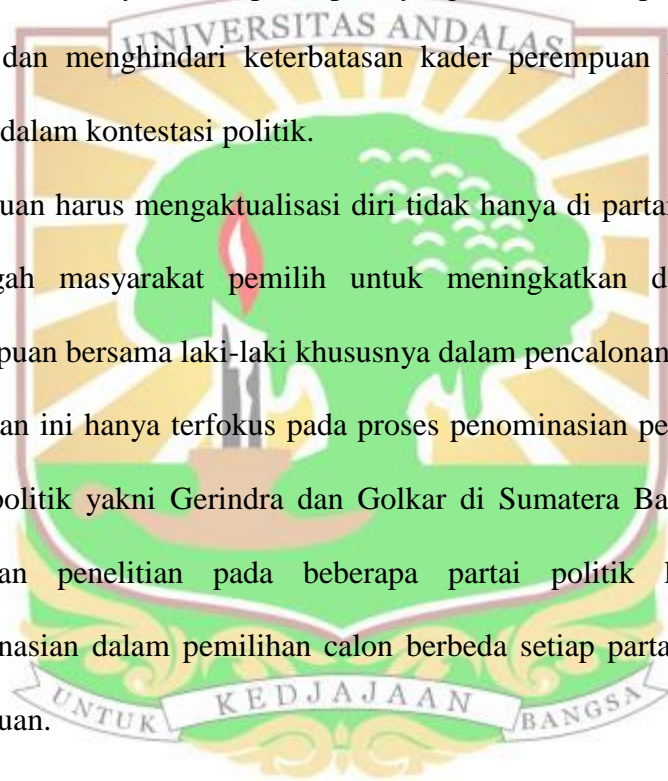 UNIVERSITAS ANDALAS
dan menghindari keterbatasan kader perempuan
dalam kontestasi politik.
uan harus mengaktualisasi diri tidak hanya di partai
gah masyarakat pemilih untuk meningkatkan d
puan bersama laki-laki khususnya dalam pencalonan
an ini hanya terfokus pada proses penominasian pe
politik yakni Gerindra dan Golkar di Sumatera Ba
an penelitian pada beberapa partai politik
nasian dalam pemilihan calon berbeda setiap parta
uan.
UNTUK KEDJAJAAN BANGSA